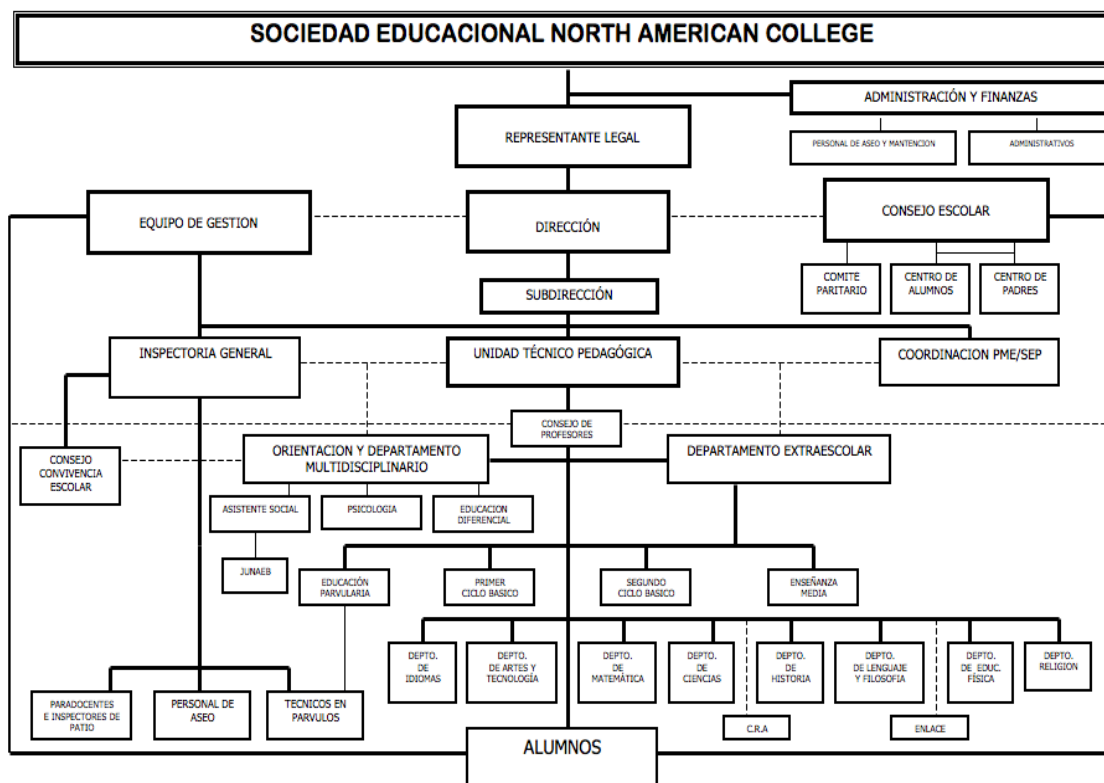 SOCIEDAD EDUCACIONAL NORTH AMERICAN COLLEGE
ADMINISTRACIÓN Y FINANZAS
REPRESENTANTE LEGAL
PERSONAL DE ASEO Y MANTENCION
ADMINISTRATIVOS
EQUIPO DE GESTION
DIRECCIÓN
CONSEJO ESCOLAR
COMITE
PARITARIO
CENTRO DE
ALUMNOS
CENTRO DE
PADRES
SUBDIRECCIÓN
INSPECTORIA GENERAL
UNIDAD TÉCNICO PEDAGÓGICA
COORDINACION PME/SEP
CONSEJO DE
PROFESORES
CONSEJO
CONVIVENCIA
ESCOLAR
ORIENTACION Y DEPARTAMENTO
MULTIDISCIPLINARIO
DEPARTAMENTO EXTRAESCOLAR
ASISTENTE SOCIAL
PSICOLOGIA
EDUCACION
DIFERENCIAL
JUNAEB
EDUCACIÓN
PARVULARIA
PRIMER
CICLO BASICO
SEGUNDO
CICLO BASICO
ENSEÑANZA
MEDIA
DEPTO.
DE
IDIOMAS
DEPTO.
DE ARTES Y
TECNOLOGÍA
DEPTO.
DE
MATEMÁTICA
DEPTO.
DE
CIENCIAS
DEPTO.
DE
HISTORIA
DEPTO.
DE LENGUAJE
Y FILOSOFIA
DEPTO.
DE EDUC.
FÍSICA
DEPTO.
RELIGION
PARADOCENTES
E INSPECTORES DE
PATIO
PERSONAL DE
ASEO
TECNICOS EN
PARVULOS
C.R.A
ENLACE
ALUMNOS